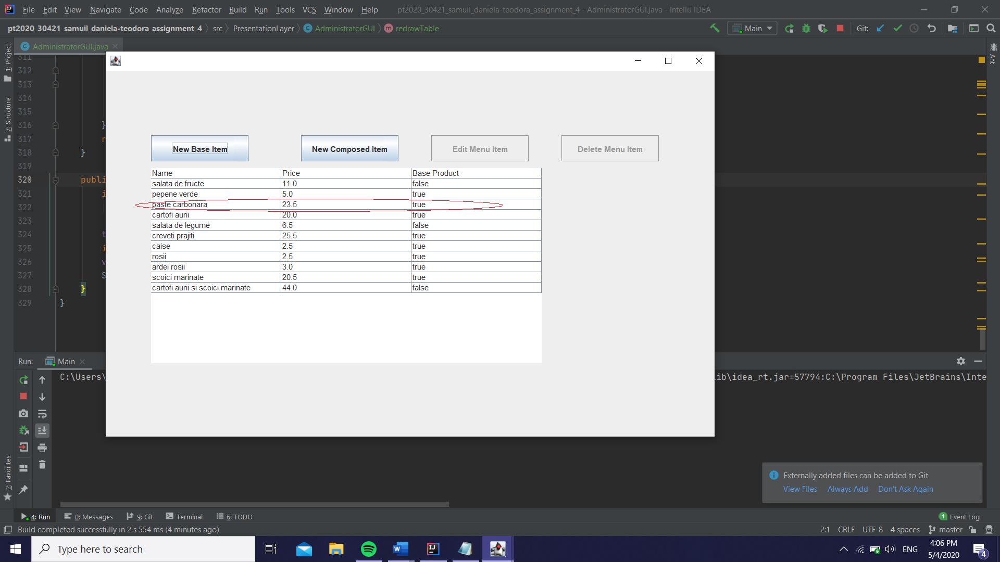 File Edit View Navigate Code Analyze Refactor Build Run Tools VCS Window Help pt2020_30421_samuil_daniela-teodora_assignment_4 - AdministratorGUI.java - IntelliJ IDEA
pt2020_30421_samuil_daniela-teodora_assignment_4 src PresentationLayer AdministratorGUI redrawTable Main Git:
AdministratorGUI.java
1: Project
7: Structure
2: Favorites
Ant
311
312
313
314
315
316 }
317
318 }
319
320 publi
321 i
322
323
324 t
325 i
326 v
327 S
328 }
329 }
New Base Item New Composed Item Edit Menu Item Delete Menu Item
Name Price Base Product
salata de fructe 11.0 false
pepene verde 5.0 true
paste carbonara 23.5 true
cartofi aurii 20.0 true
salata de legume 6.5 false
creveti prajiti 25.5 true
caise 2.5 true
rosii 2.5 true
ardei rosii 3.0 true
scoici marinate 20.5 true
cartofi aurii si scoici marinate 44.0 false
Run: Main
C:\Users\ lib\idea_rt.jar=57794:C:\Program Files\JetBrains\Inte
Externally added files can be added to Git
View Files Always Add Don't Ask Again
4: Run 0: Messages 9: Git Terminal 6: TODO 1 Event Log
Build completed successfully in 2 s 554 ms (4 minutes ago) 2:1 CRLF UTF-8 4 spaces master
Type here to search
ENG
4:06 PM
5/4/2020
4